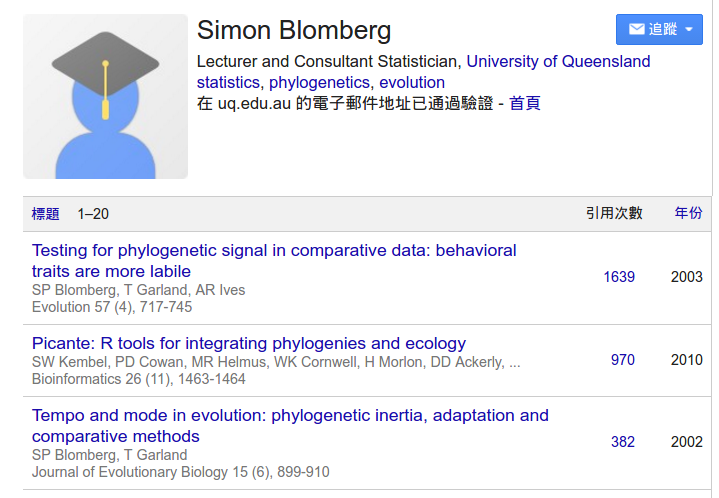 Simon Blomberg
追蹤
Lecturer and Consultant Statistician, University of Queensland
statistics, phylogenetics, evolution
在 uq.edu.au 的電子郵件地址已通過驗證 - 首頁
標題 1–20 引用次數 年份
Testing for phylogenetic signal in comparative data: behavioral
traits are more labile
SP Blomberg, T Garland, AR Ives
Evolution 57 (4), 717-745
1639 2003
Picante: R tools for integrating phylogenies and ecology
SW Kembel, PD Cowan, MR Helmus, WK Cornwell, H Morlon, DD Ackerly, ...
Bioinformatics 26 (11), 1463-1464
970 2010
Tempo and mode in evolution: phylogenetic inertia, adaptation and
comparative methods
SP Blomberg, T Garland
Journal of Evolutionary Biology 15 (6), 899-910
382 2002